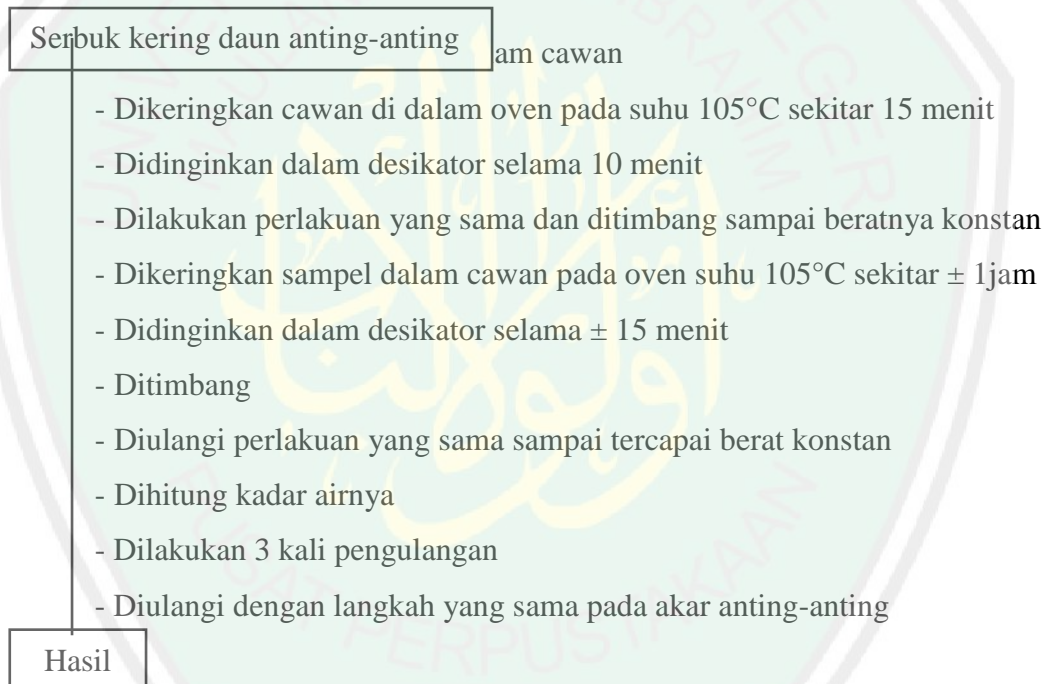 Serbuk kering daun anting-anting
am cawan
- Dikeringkan cawan di dalam oven pada suhu 105°C sekitar 15 menit
- Didinginkan dalam desikator selama 10 menit
- Dilakukan perlakuan yang sama dan ditimbang sampai beratnya konstan
- Dikeringkan sampel dalam cawan pada oven suhu 105°C sekitar ± 1jam
- Didinginkan dalam desikator selama ± 15 menit
- Ditimbang
- Diulangi perlakuan yang sama sampai tercapai berat konstan
- Dihitung kadar airnya
- Dilakukan 3 kali pengulangan
- Diulangi dengan langkah yang sama pada akar anting-anting
Hasil
PUSAT PERPUSTAKAAN